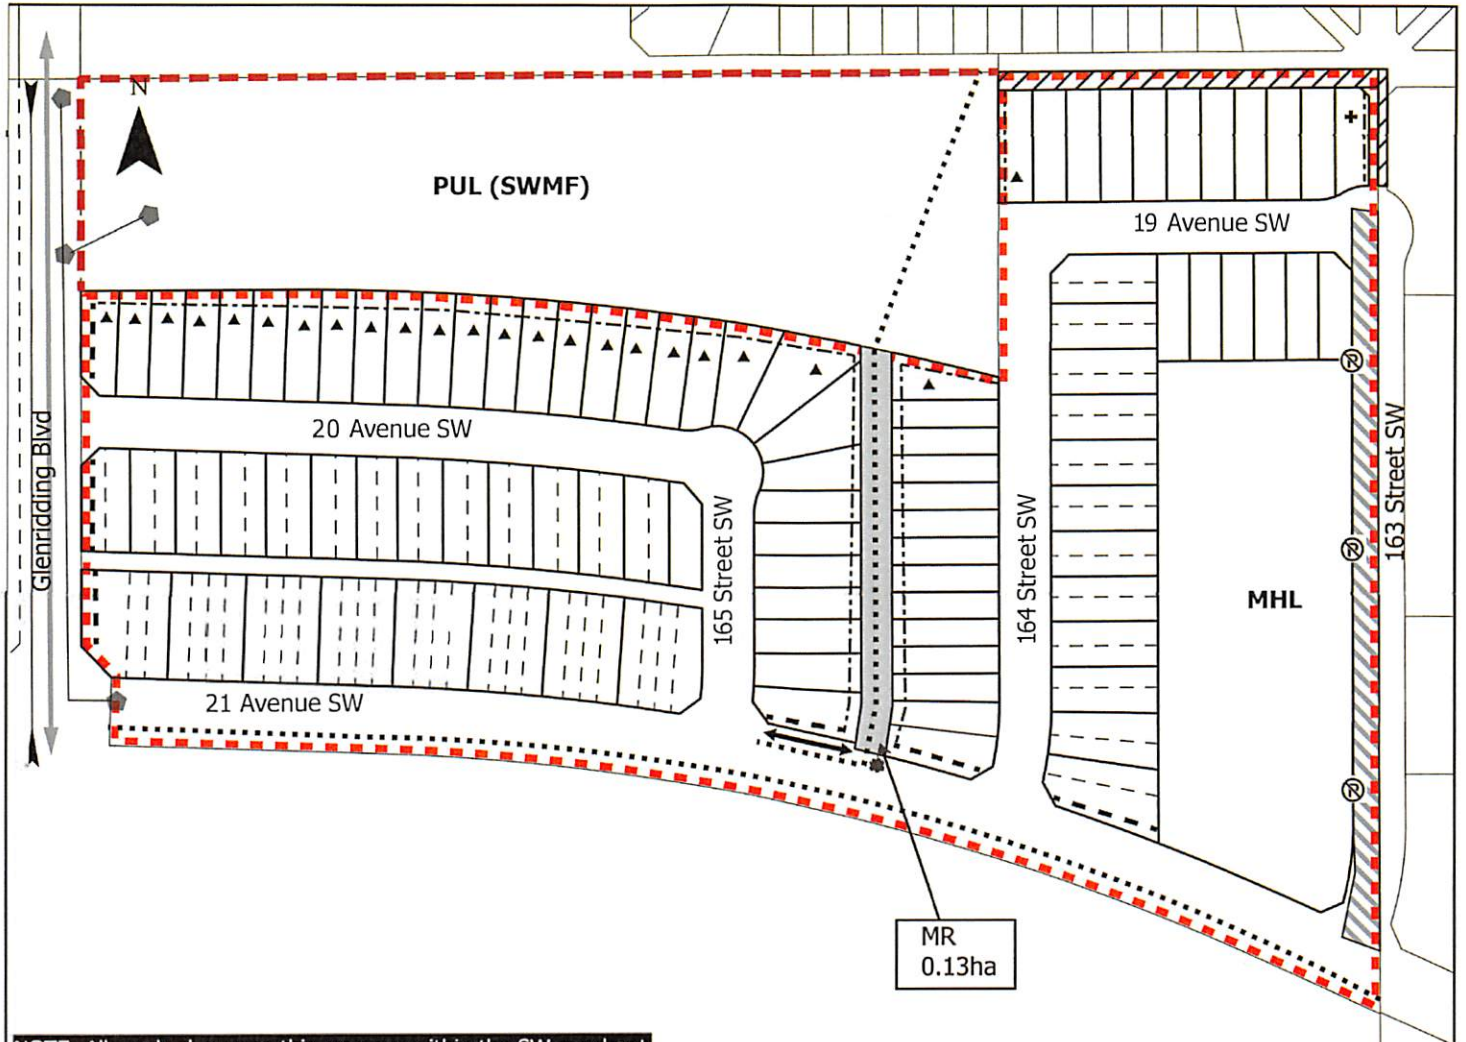 N
PUL (SWMF)
19 Avenue SW
20 Avenue SW
Glenridding Blvd
165 Street SW
164 Street SW
163 Street SW
MHL
21 Avenue SW
MR
0.13ha